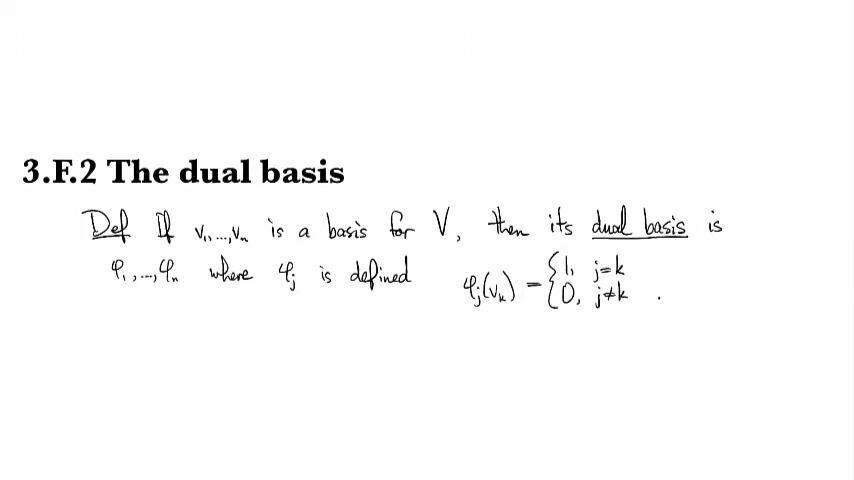 3.F.2 The dual basis
Def If v₁,...,vₙ is a basis for V, then its dual basis is
φ₁,...,φₙ where φⱼ is defined φⱼ(vₖ) = { 1, j=k
0, j≠k .